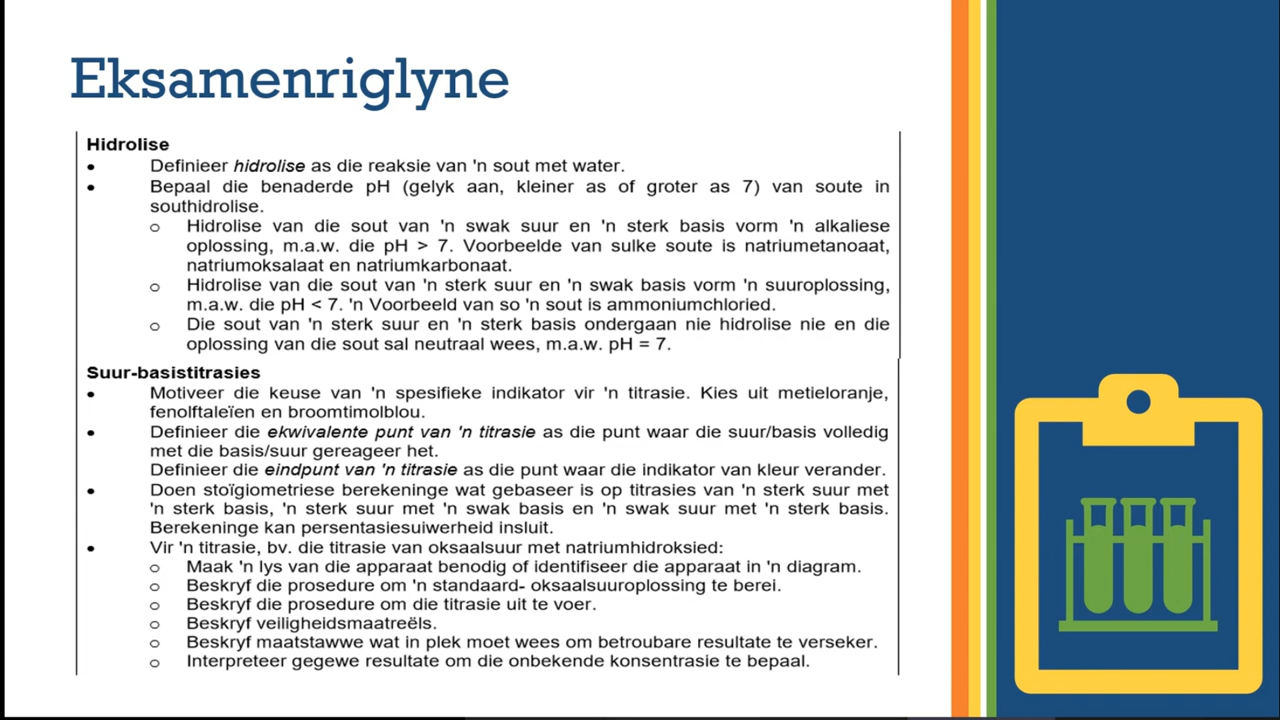 Eksamenriglyne
Hidrolise
• Definieer hidrolise as die reaksie van 'n sout met water.
• Bepaal die benaderde pH (gelyk aan, kleiner as of groter as 7) van soute in
southidrolise.
o Hidrolise van die sout van 'n swak suur en 'n sterk basis vorm 'n alkaliese
oplossing, m.a.w. die pH > 7. Voorbeelde van sulke soute is natriumetanoaat,
natriumoksalaat en natriumkarbonaat.
o Hidrolise van die sout van 'n sterk suur en 'n swak basis vorm 'n suuroplossing,
m.a.w. die pH < 7. 'n Voorbeeld van so 'n sout is ammoniumchloried.
o Die sout van 'n sterk suur en 'n sterk basis ondergaan nie hidrolise nie en die
oplossing van die sout sal neutraal wees, m.a.w. pH = 7.
Suur-basistitrasies
• Motiveer die keuse van 'n spesifieke indikator vir 'n titrasie. Kies uit metieloranje,
fenolftaleïen en broomtimolblou.
• Definieer die ekwivalente punt van 'n titrasie as die punt waar die suur/basis volledig
met die basis/suur gereageer het.
Definieer die eindpunt van 'n titrasie as die punt waar die indikator van kleur verander.
• Doen stoïgiometriese berekeninge wat gebaseer is op titrasies van 'n sterk suur met
'n sterk basis, 'n sterk suur met 'n swak basis en 'n swak suur met 'n sterk basis.
Berekeninge kan persentasiesuiwerheid insluit.
• Vir 'n titrasie, bv. die titrasie van oksaalsuur met natriumhidroksied:
o Maak 'n lys van die apparaat benodig of identifiseer die apparaat in 'n diagram.
o Beskryf die prosedure om 'n standaard- oksaalsuuroplossing te berei.
o Beskryf die prosedure om die titrasie uit te voer.
o Beskryf veiligheidsmaatreëls.
o Beskryf maatstawwe wat in plek moet wees om betroubare resultate te verseker.
o Interpreteer gegewe resultate om die onbekende konsentrasie te bepaal.